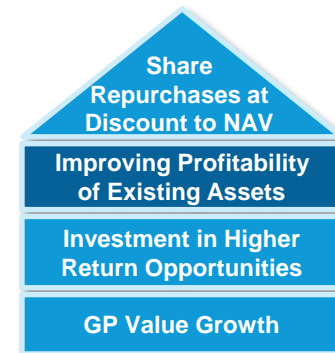 Share
Repurchases at
Discount to NAV
Improving Profitability
of Existing Assets
Investment in Higher
Return Opportunities
GP Value Growth